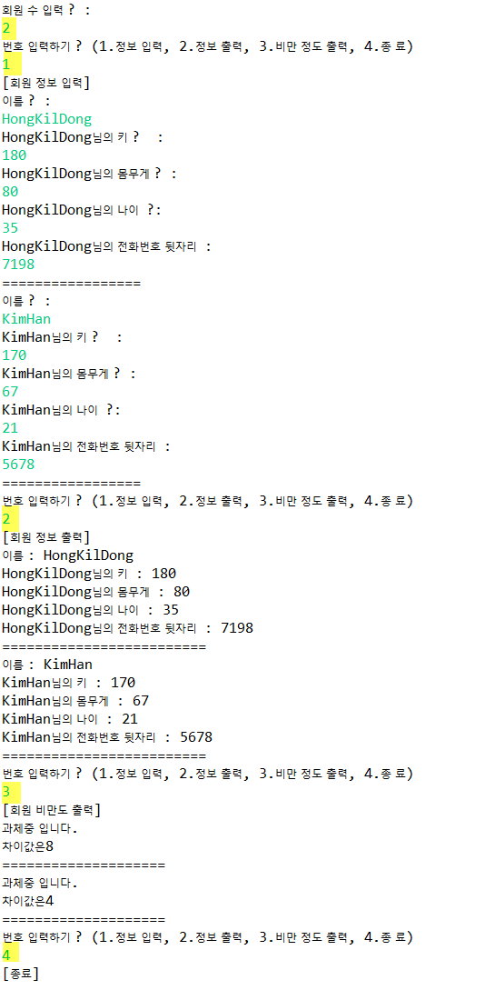 회원 수 입력 ? :
2
번호 입력하기 ? (1.정보 입력, 2.정보 출력, 3.비만 정도 출력, 4.종 료)
1
[회원 정보 입력]
이름 ? :
HongKilDong
HongKilDong님의 키 ?  :
180
HongKilDong님의 몸무게 ? :
80
HongKilDong님의 나이 ?:
35
HongKilDong님의 전화번호 뒷자리 :
7198
=================
이름 ? :
KimHan
KimHan님의 키 ?  :
170
KimHan님의 몸무게 ? :
67
KimHan님의 나이 ?:
21
KimHan님의 전화번호 뒷자리 :
5678
=================
번호 입력하기 ? (1.정보 입력, 2.정보 출력, 3.비만 정도 출력, 4.종 료)
2
[회원 정보 출력]
이름 : HongKilDong
HongKilDong님의 키 : 180
HongKilDong님의 몸무게 : 80
HongKilDong님의 나이 : 35
HongKilDong님의 전화번호 뒷자리 : 7198
=========================
이름 : KimHan
KimHan님의 키 : 170
KimHan님의 몸무게 : 67
KimHan님의 나이 : 21
KimHan님의 전화번호 뒷자리 : 5678
=========================
번호 입력하기 ? (1.정보 입력, 2.정보 출력, 3.비만 정도 출력, 4.종 료)
3
[회원 비만도 출력]
과체중 입니다.
차이값은8
====================
과체중 입니다.
차이값은4
====================
번호 입력하기 ? (1.정보 입력, 2.정보 출력, 3.비만 정도 출력, 4.종 료)
4
[종료]